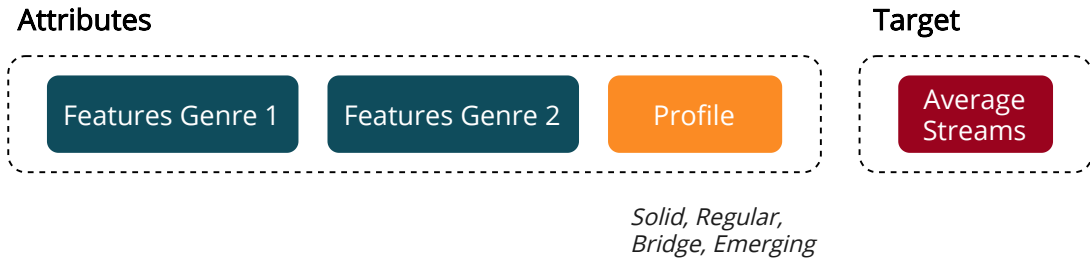 Attributes
Target
Features Genre 1
Features Genre 2
Profile
Average
Streams
Solid, Regular,
Bridge, Emerging